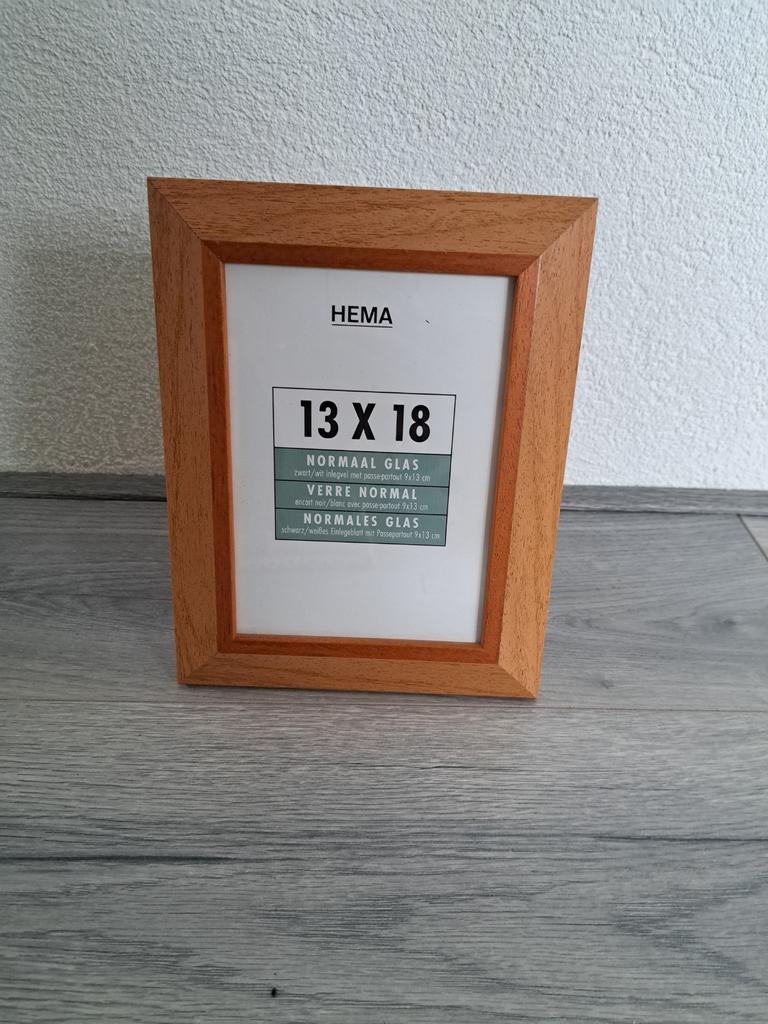 HEMA
13 X 18
NORMAAL GLAS
zwart/wit inlegvel met passe-partout 9x13 cm
VERRE NORMAL
encart noir/blanc avec passe-partout 9x13 cm
NORMALES GLAS
schwarz/weißes Einlegeblatt mit Passepartout 9x13 cm